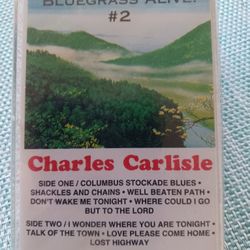 BLUEGRASS ALIVE!
#2
Charles Carlisle
SIDE ONE / COLUMBUS STOCKADE BLUES •
SHACKLES AND CHAINS • WELL BEATEN PATH •
DON'T WAKE ME TONIGHT • WHERE COULD I GO
BUT TO THE LORD
SIDE TWO / I WONDER WHERE YOU ARE TONIGHT •
TALK OF THE TOWN • LOVE PLEASE COME HOME •
LOST HIGHWAY